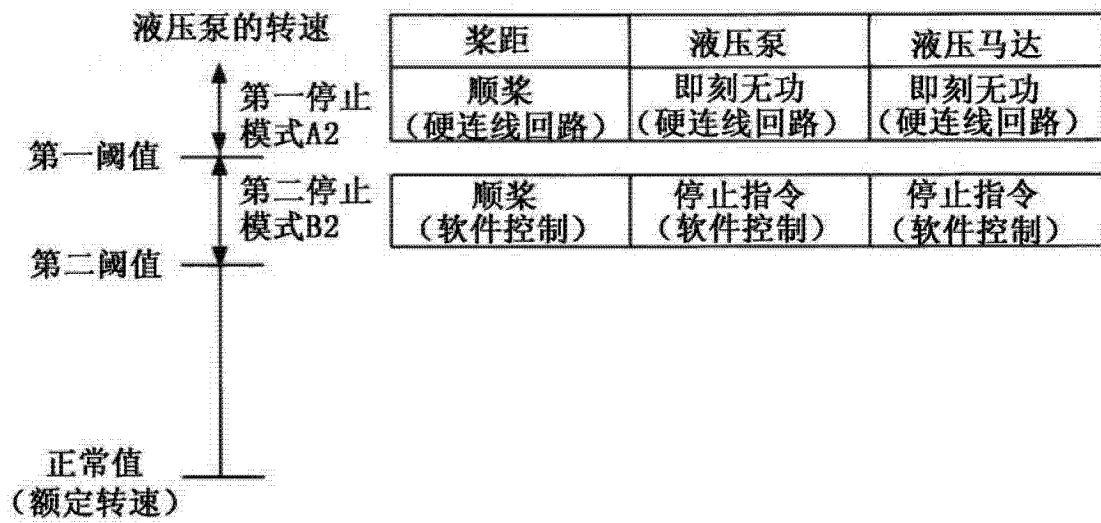 液压泵的转速
桨距
液压泵
液压马达
第一停止
模式A2
顺桨
(硬连线回路)
即刻无功
(硬连线回路)
即刻无功
(硬连线回路)
第一阈值
第二停止
模式B2
顺桨
(软件控制)
停止指令
(软件控制)
停止指令
(软件控制)
第二阈值
正常值
(额定转速)